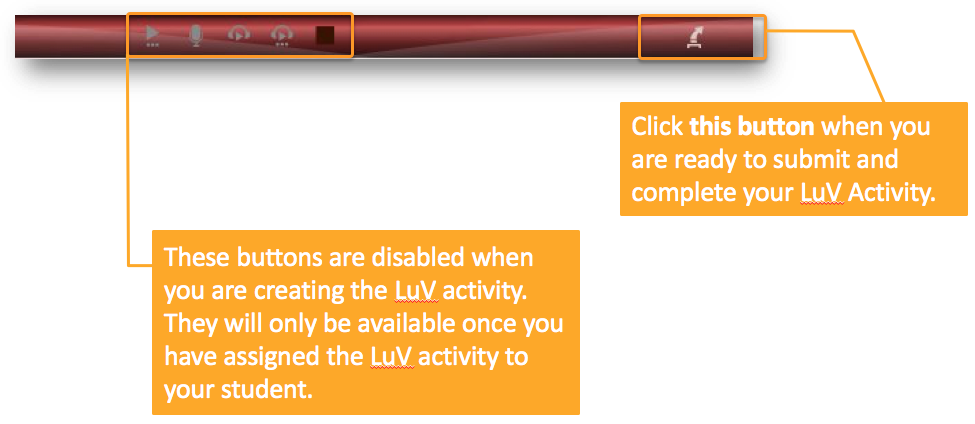 Click this button when you
are ready to submit and
complete your LuV Activity.
These buttons are disabled when
you are creating the LuV activity.
They will only be available once you
have assigned the LuV activity to
your student.